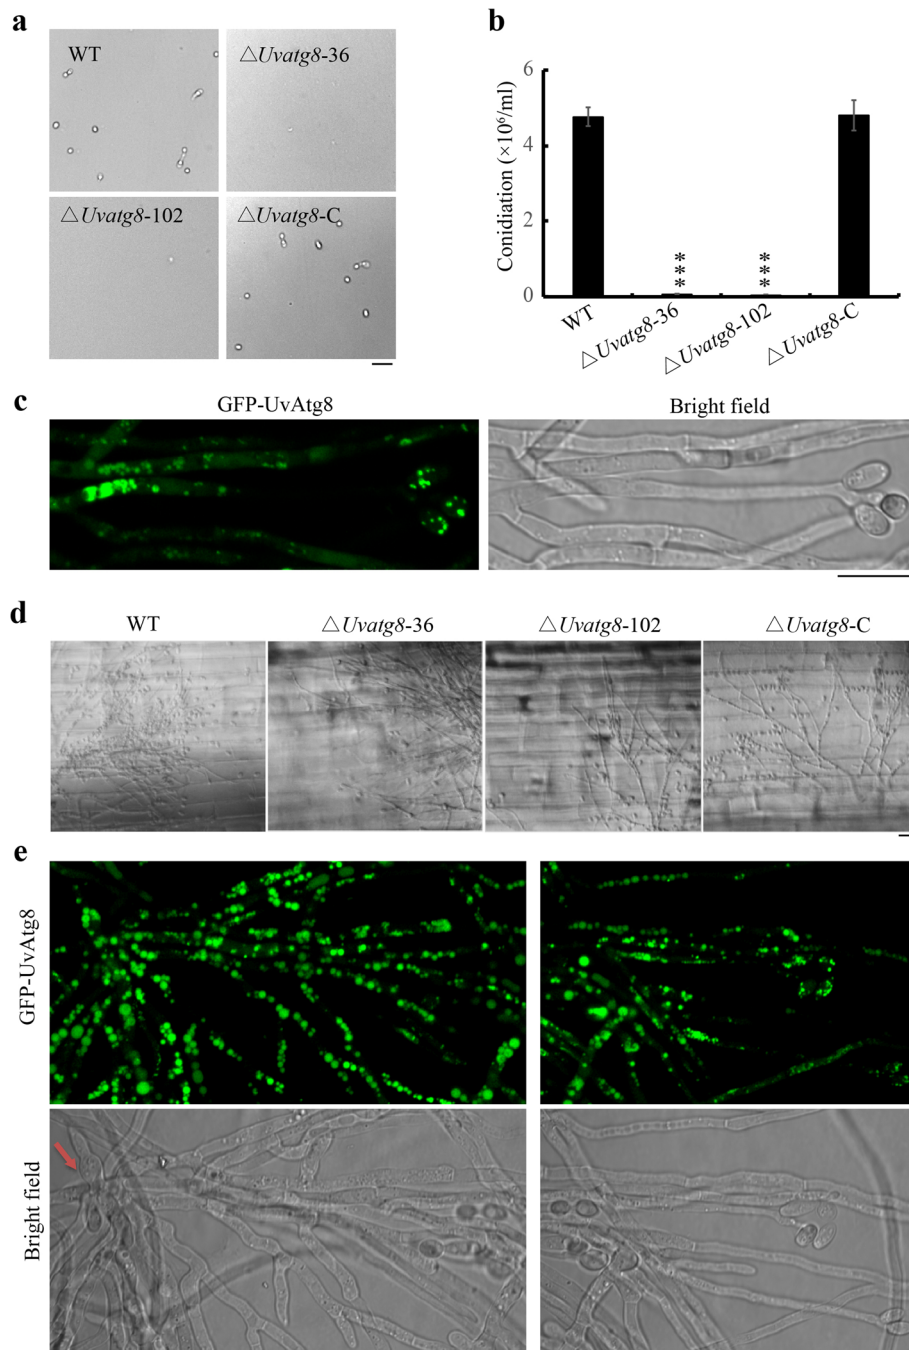 a
WT
△Uvatg8-36
△Uvatg8-102
△Uvatg8-C
b
Conidiation (×10⁶/ml)
6
4
2
0
***
***
WT
△Uvatg8-36
△Uvatg8-102
△Uvatg8-C
c
GFP-UvAtg8
Bright field
d
WT
△Uvatg8-36
△Uvatg8-102
△Uvatg8-C
e
GFP-UvAtg8
Bright field